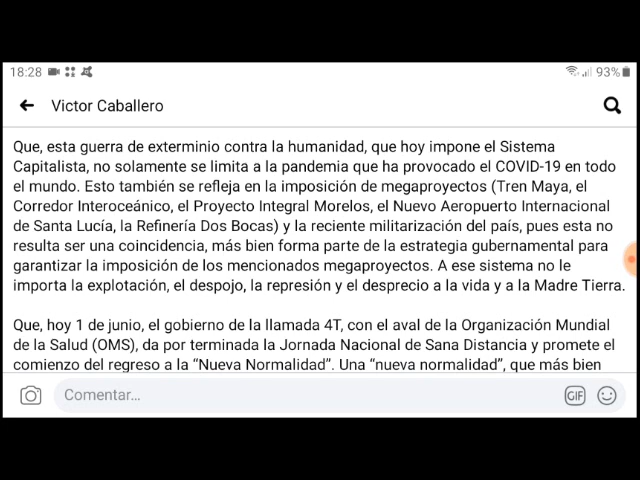 18:28
93%
Victor Caballero
Que, esta guerra de exterminio contra la humanidad, que hoy impone el Sistema
Capitalista, no solamente se limita a la pandemia que ha provocado el COVID-19 en todo
el mundo. Esto también se refleja en la imposición de megaproyectos (Tren Maya, el
Corredor Interoceánico, el Proyecto Integral Morelos, el Nuevo Aeropuerto Internacional
de Santa Lucía, la Refinería Dos Bocas) y la reciente militarización del país, pues esta no
resulta ser una coincidencia, más bien forma parte de la estrategia gubernamental para
garantizar la imposición de los mencionados megaproyectos. A ese sistema no le
importa la explotación, el despojo, la represión y el desprecio a la vida y a la Madre Tierra.
Que, hoy 1 de junio, el gobierno de la llamada 4T, con el aval de la Organización Mundial
de la Salud (OMS), da por terminada la Jornada Nacional de Sana Distancia y promete el
comienzo del regreso a la “Nueva Normalidad”. Una “nueva normalidad”, que más bien
Comentar...
GIF